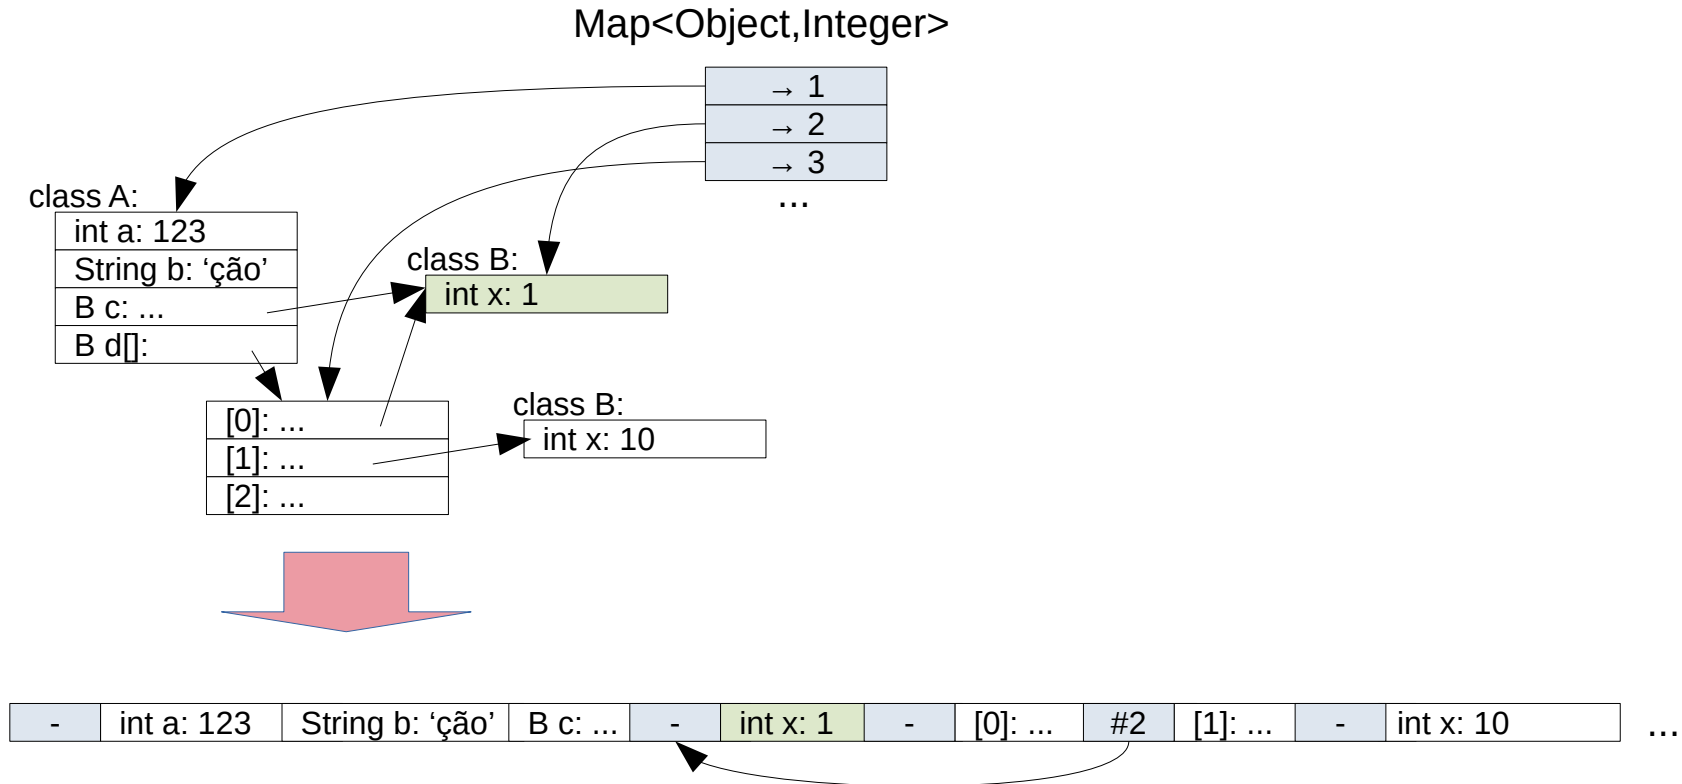 Map<Object,Integer>
→ 1
→ 2
→ 3
...
class A:
int a: 123
String b: ‘ção’
B c: ...
B d[]:
class B:
int x: 1
[0]: ...
[1]: ...
[2]: ...
class B:
int x: 10
- int a: 123 String b: ‘ção’ B c: ... - int x: 1 - [0]: ... #2 [1]: ... - int x: 10 ...